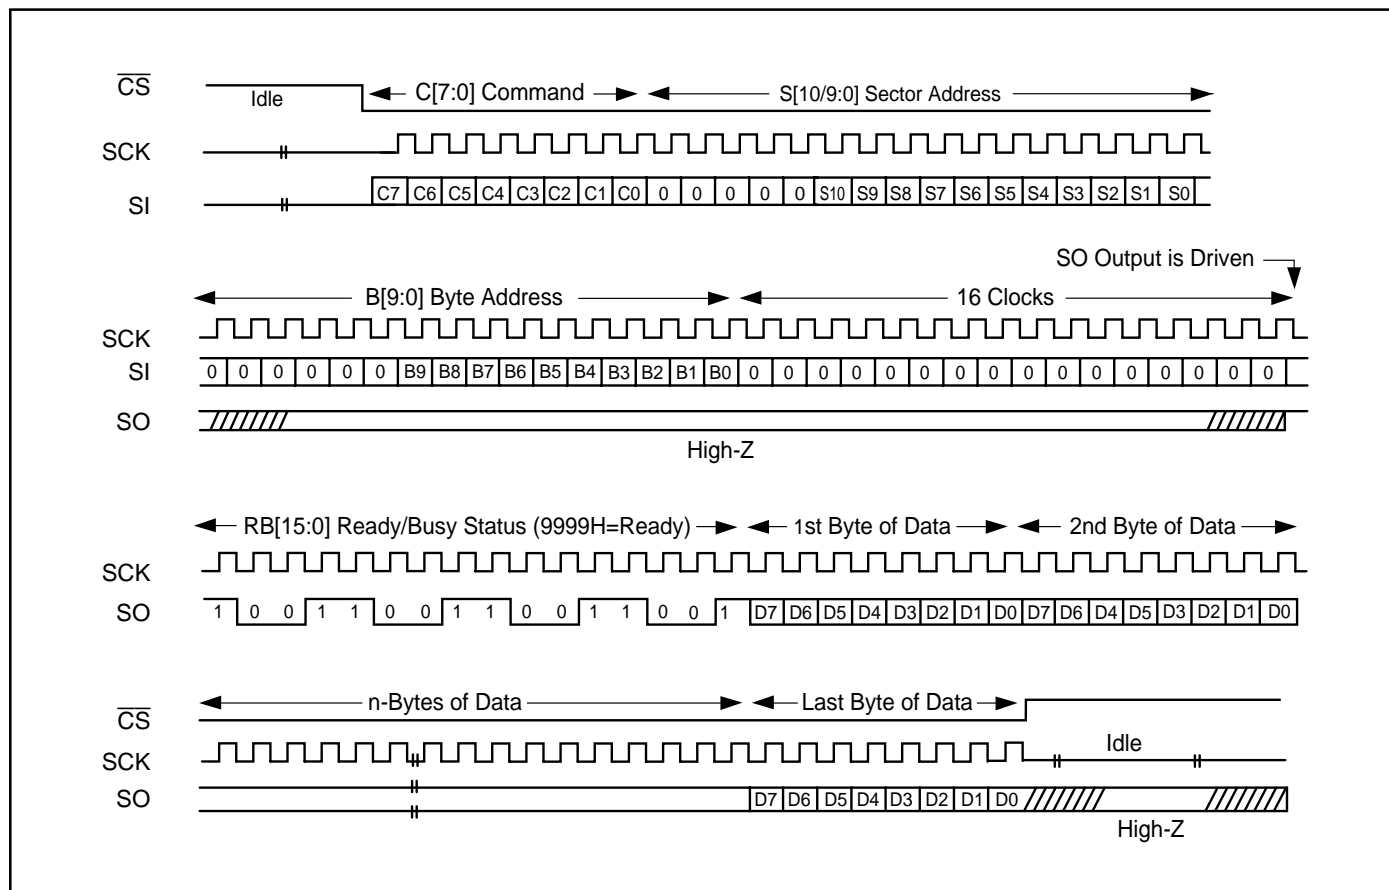 CS
Idle
C[7:0] Command
S[10/9:0] Sector Address
SCK
SI
C7 C6 C5 C4 C3 C2 C1 C0 0 0 0 0 0 S10 S9 S8 S7 S6 S5 S4 S3 S2 S1 S0
SO Output is Driven
B[9:0] Byte Address
16 Clocks
SCK
SI
0 0 0 0 0 0 B9 B8 B7 B6 B5 B4 B3 B2 B1 B0 0 0 0 0 0 0 0 0 0 0 0 0 0 0 0 0
SO
High-Z
RB[15:0] Ready/Busy Status (9999H=Ready)
1st Byte of Data
2nd Byte of Data
SCK
SO
1 0 0 1 1 0 0 1 1 0 0 1 1 0 0 1 D7 D6 D5 D4 D3 D2 D1 D0 D7 D6 D4 D5 D3 D2 D1 D0
n-Bytes of Data
Last Byte of Data
CS
SCK
Idle
SO
D7 D6 D5 D4 D3 D2 D1 D0
High-Z